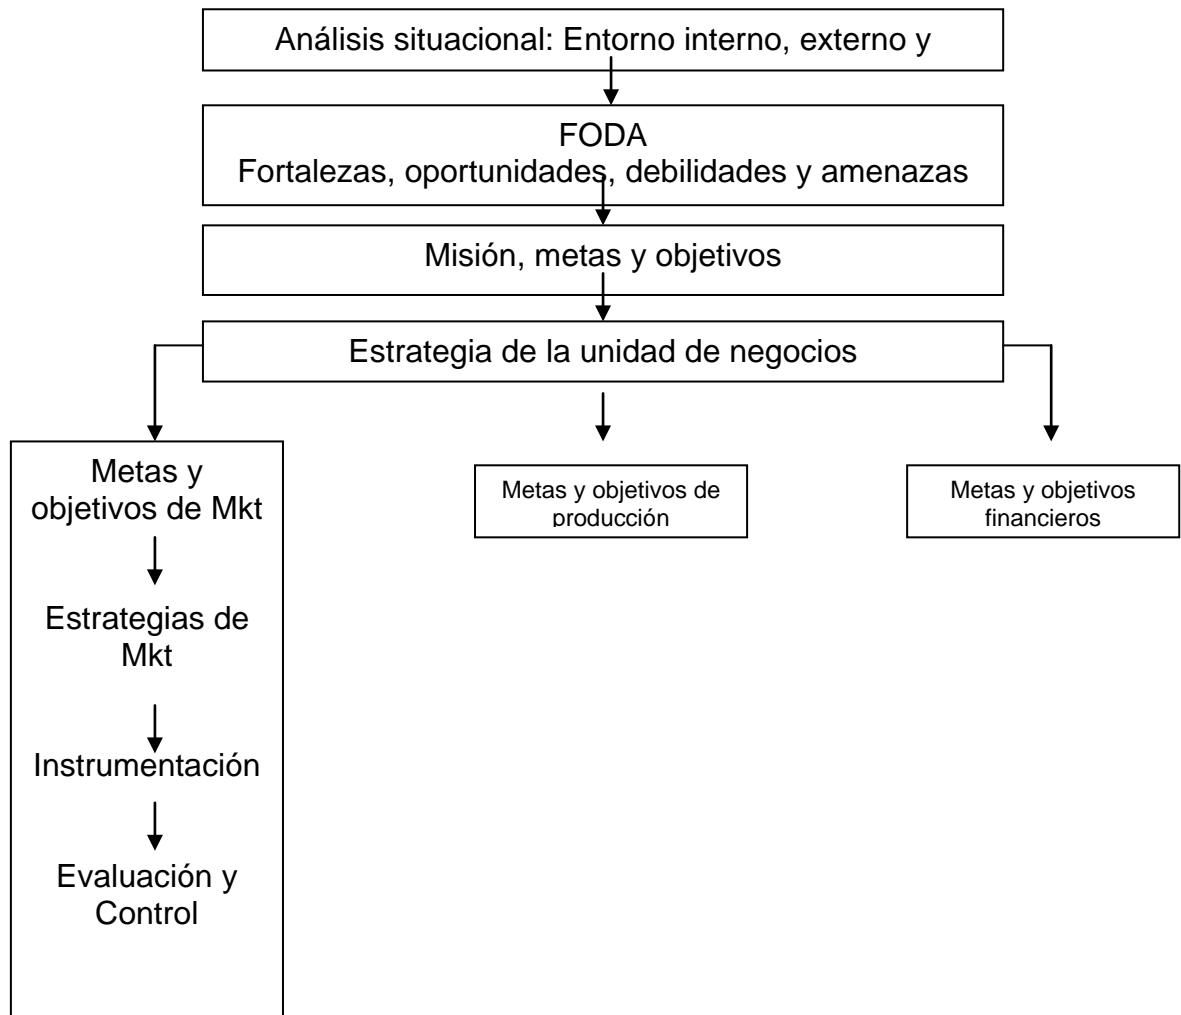 Análisis situacional: Entorno interno, externo y
FODA
Fortalezas, oportunidades, debilidades y amenazas
Misión, metas y objetivos
Estrategia de la unidad de negocios
Metas y
objetivos de Mkt
Estrategias de
Mkt
Instrumentación
Evaluación y
Control
Metas y objetivos de
producción
Metas y objetivos
financieros